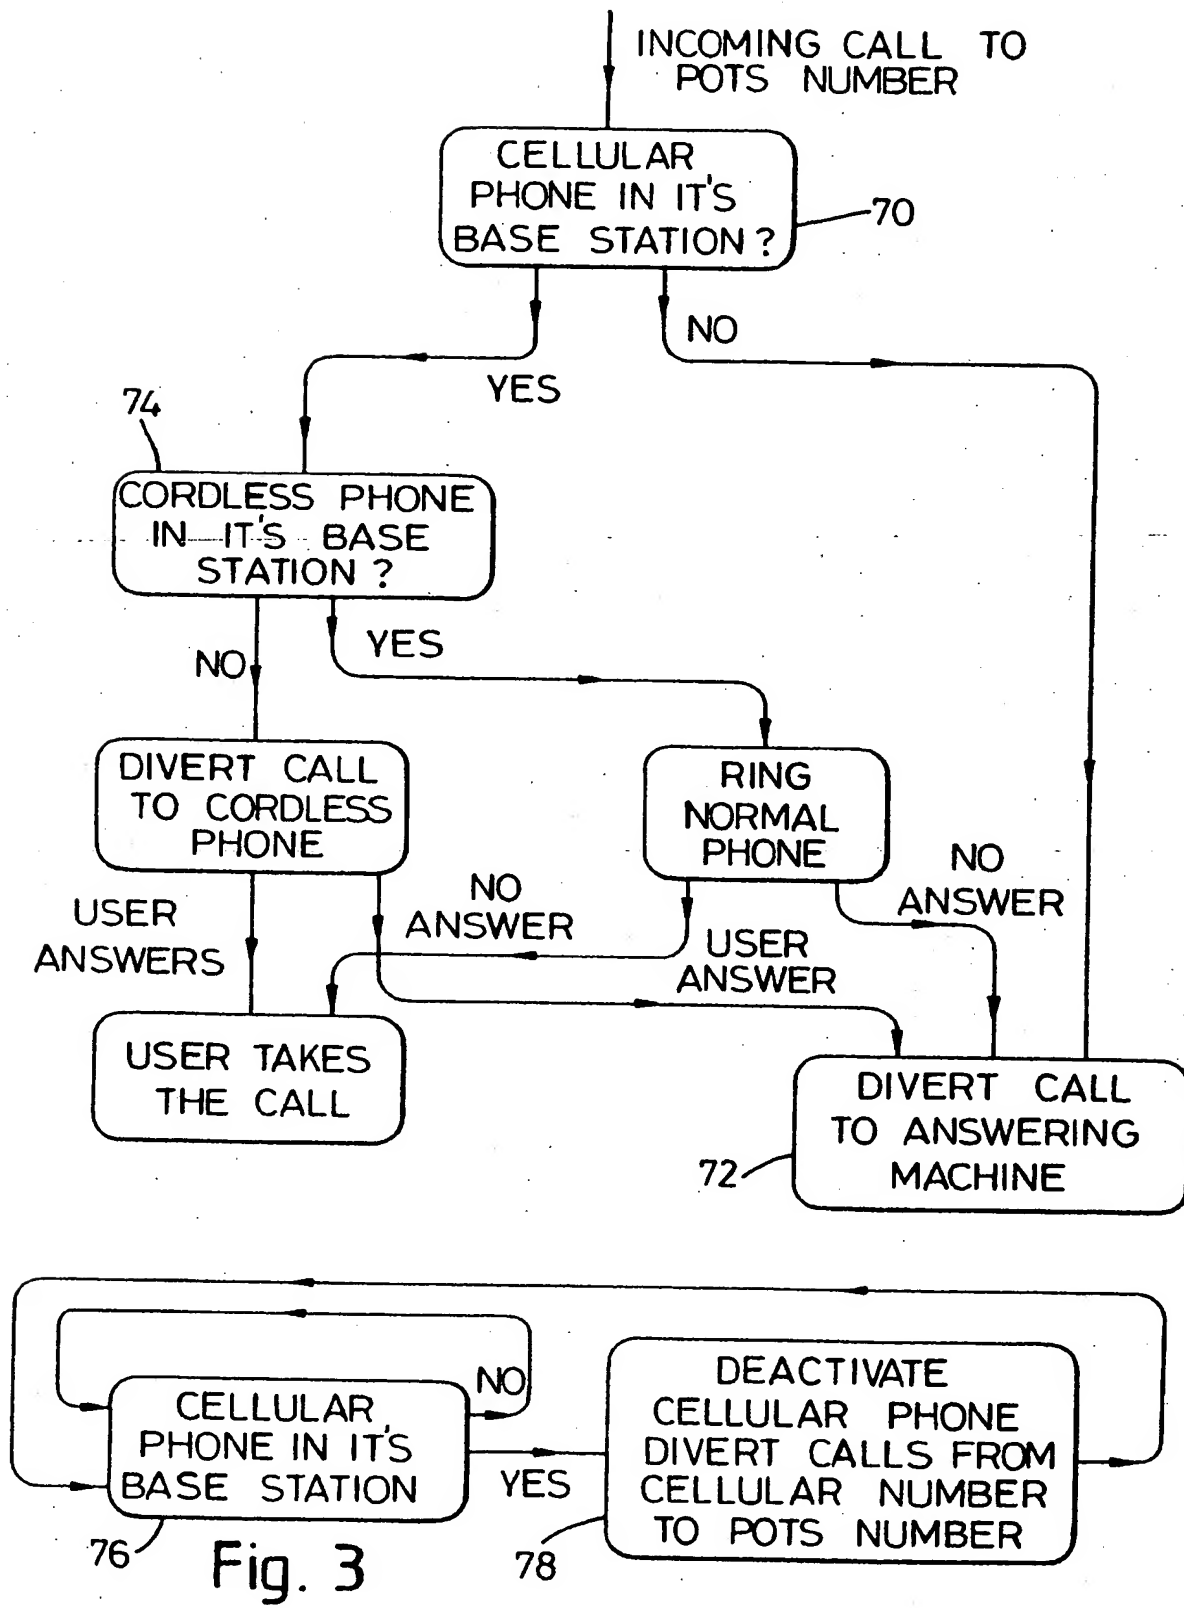 INCOMING CALL TO
POTS NUMBER
CELLULAR
PHONE IN IT'S
BASE STATION ?
70
NO
YES
74
CORDLESS PHONE
IN IT'S BASE
STATION ?
YES
NO
DIVERT CALL
TO CORDLESS
PHONE
RING
NORMAL
PHONE
NO
ANSWER
NO
ANSWER
USER
ANSWERS
USER
ANSWER
USER TAKES
THE CALL
DIVERT CALL
TO ANSWERING
MACHINE
72
NO
CELLULAR
PHONE IN IT'S
BASE STATION
YES
DEACTIVATE
CELLULAR PHONE
DIVERT CALLS FROM
CELLULAR NUMBER
TO POTS NUMBER
76
78
Fig. 3